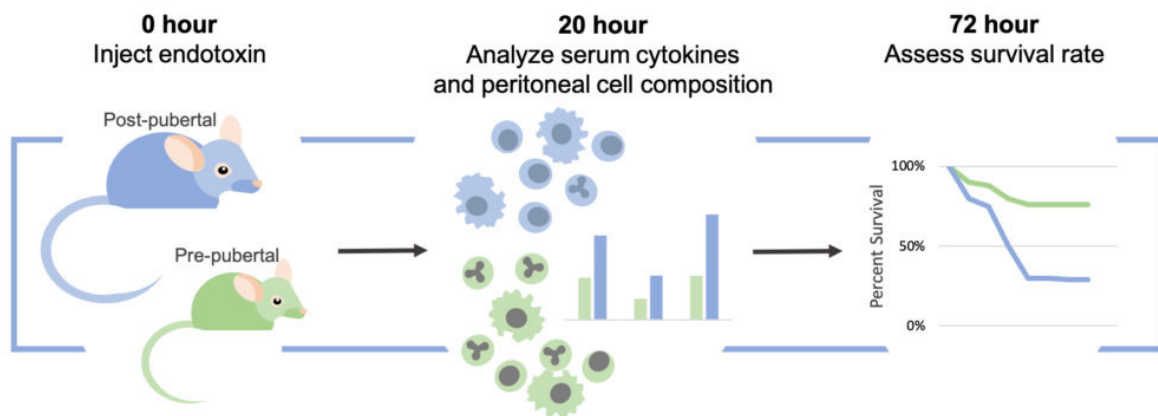 0 hour
Inject endotoxin
20 hour
Analyze serum cytokines
and peritoneal cell composition
72 hour
Assess survival rate
Post-pubertal
Pre-pubertal
Percent Survival
100%
50%
0%